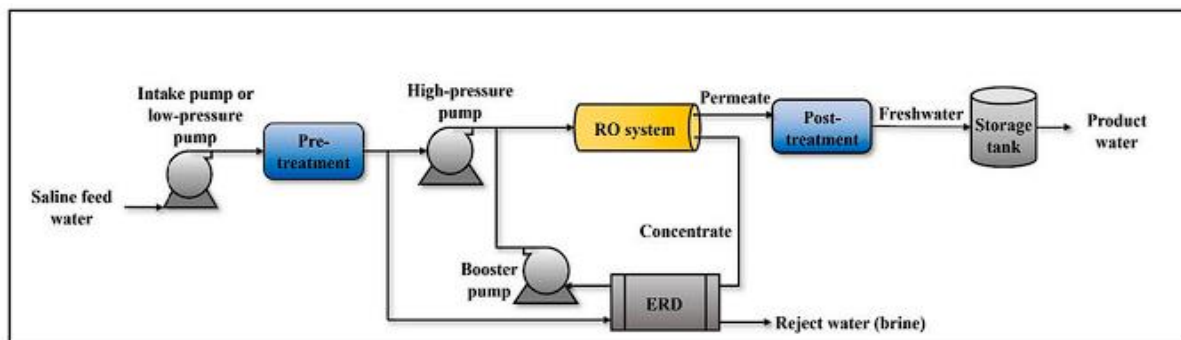 Intake pump or
low-pressure
pump
High-pressure
pump
Permeate
Freshwater
Pre-
treatment
RO system
Post-
treatment
Storage
tank
Product
water
Saline feed
water
Concentrate
Booster
pump
ERD
Reject water (brine)